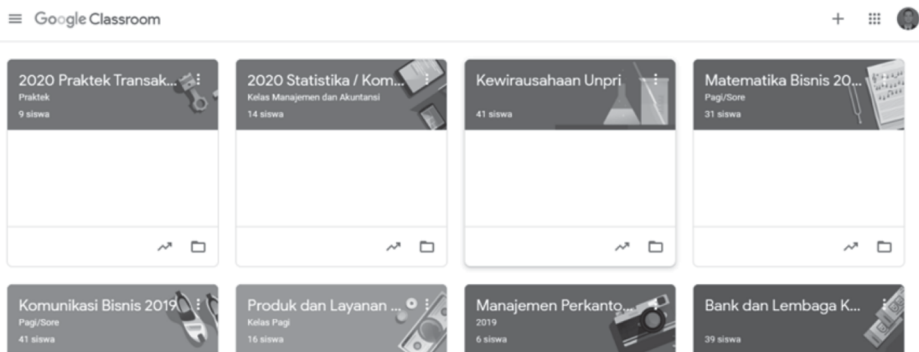 Google Classroom
2020 Praktek Transak...
Praktek
9 siswa
2020 Statistika / Kom...
Kelas Manajemen dan Akuntansi
14 siswa
Kewirausahaan Unpri
41 siswa
Matematika Bisnis 20...
Pagi/Sore
31 siswa
Komunikasi Bisnis 2019
Pagi/Sore
41 siswa
Produk dan Layanan ...
Kelas Pagi
16 siswa
Manajemen Perkanto...
2019
6 siswa
Bank dan Lembaga K...
39 siswa